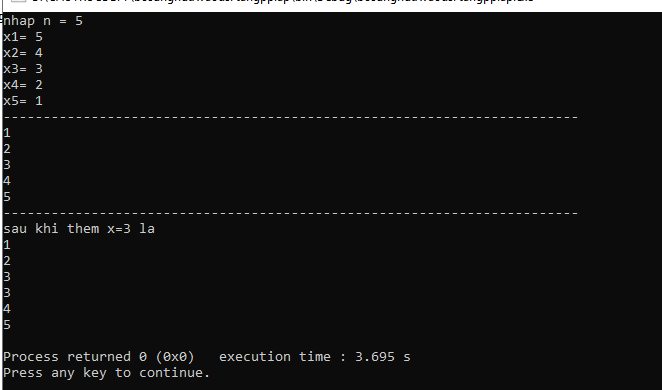 nhap n = 5
x1= 5
x2= 4
x3= 3
x4= 2
x5= 1
------------------------------------------------------------------------
1
2
3
4
5
------------------------------------------------------------------------
sau khi them x=3 la
1
2
3
3
4
5
Process returned 0 (0x0)   execution time : 3.695 s
Press any key to continue.